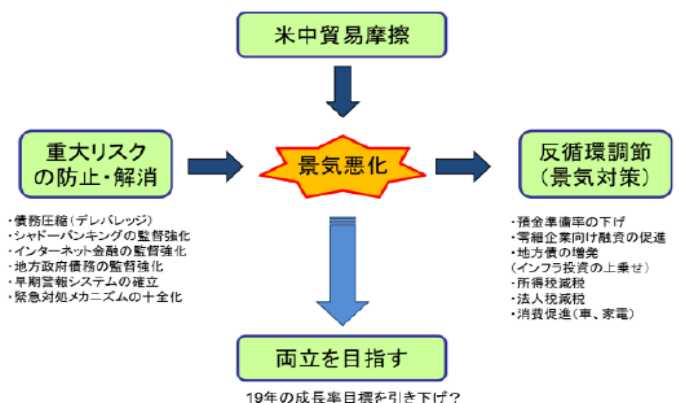 米中貿易摩擦
重大リスク
の防止・解消
景気悪化
反循環調節
(景気対策)
・債務圧縮(デレバレッジ)
・シャドーバンキングの監督強化
・インターネット金融の監督強化
・地方政府債務の監督強化
・早期警報システムの確立
・緊急対処メカニズムの十全化
・預金準備率の下げ
・零細企業向け融資の促進
・地方債の増発
(インフラ投資の上乗せ)
・所得税減税
・法人税減税
・消費促進(車、家電)
両立を目指す
19年の成長率目標を引き下げ?